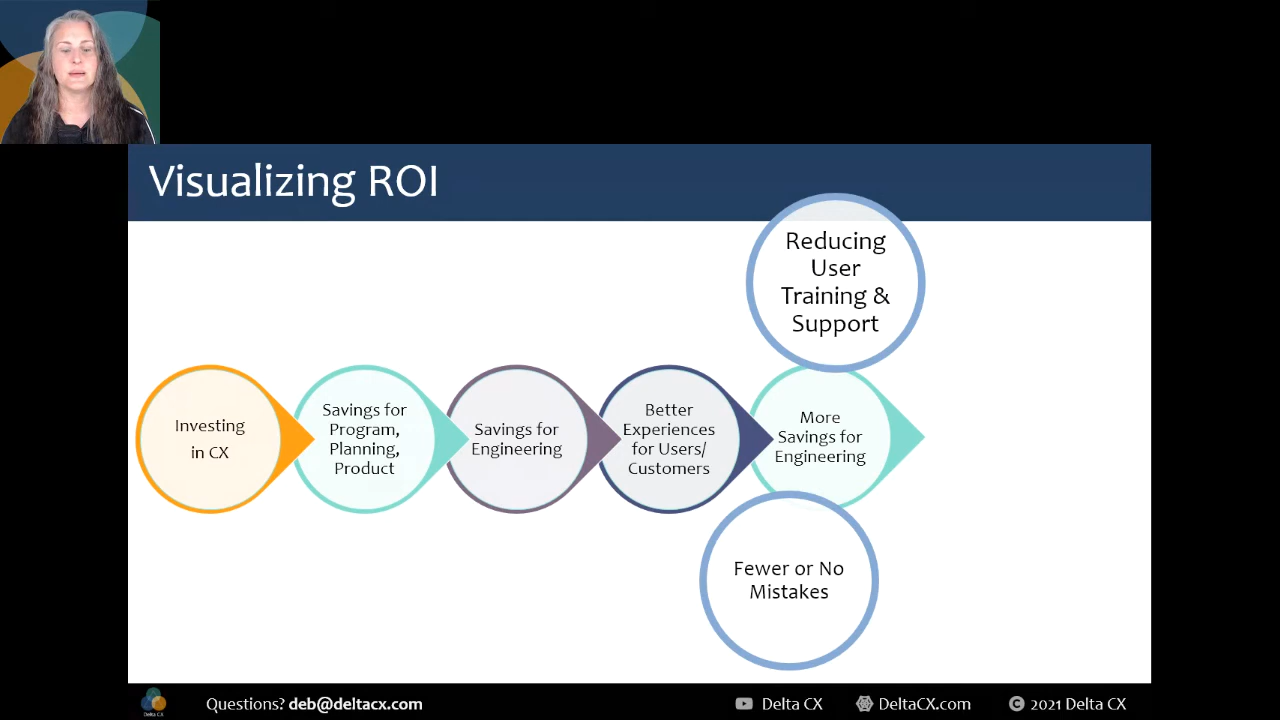 Visualizing ROI
Reducing
User
Training &
Support
Investing
in CX
Savings for
Program,
Planning,
Product
Savings for
Engineering
Better
Experiences
for Users/
Customers
More
Savings for
Engineering
Fewer or No
Mistakes
Delta CX
Questions? deb@deltacx.com
Delta CX
DeltaCX.com
© 2021 Delta CX